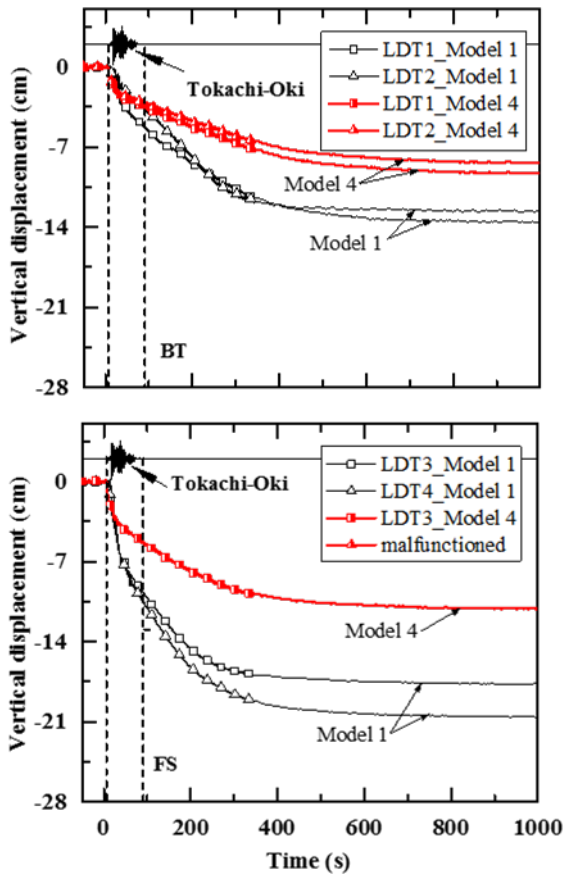 0
-7
-14
-21
-28
Vertical displacement (cm)
Tokachi-Oki
LDT1_Model 1
LDT2_Model 1
LDT1_Model 4
LDT2_Model 4
Model 4
Model 1
BT
0
-7
-14
-21
-28
Vertical displacement (cm)
Tokachi-Oki
LDT3_Model 1
LDT4_Model 1
LDT3_Model 4
malfunctioned
Model 4
Model 1
FS
0 200 400 600 800 1000
Time (s)